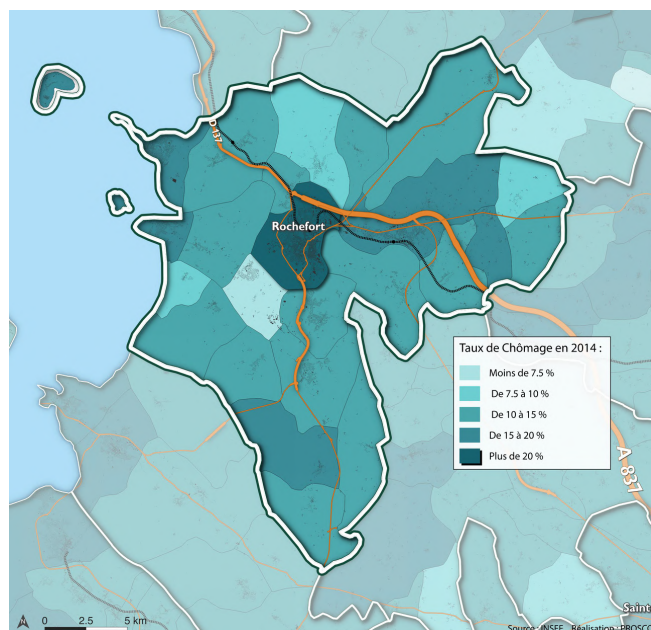 D 137
Rochefort
Taux de Chômage en 2014 :
Moins de 7.5 %
De 7.5 à 10 %
De 10 à 15 %
De 15 à 20 %
Plus de 20 %
A 837
N
0 2.5 5 km
Saint
Source : INSEE Réalisation : PROSCO